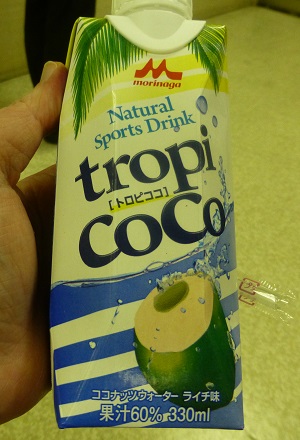 morinaga
Natural
Sports Drink
tropi
[トロピココ]
coco
ココナッツウォーター ライチ味
果汁60% 330ml